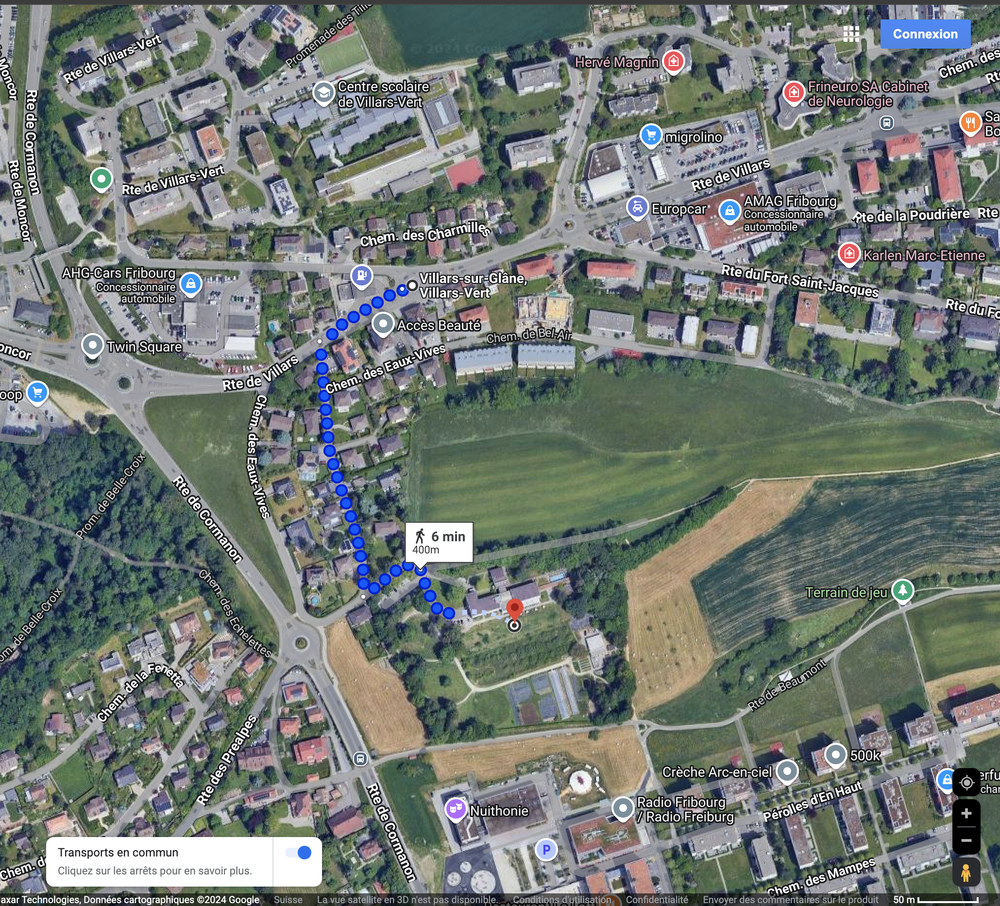 Promenade des
Connexion
Rte de Villars-Vert
Hervé Magnin
Chem. des
Rte de Moncor
Rte de Cormanon
Centre scolaire
de Villars-Vert
Frineuro SA Cabinet
de Neurologie
migrolino
Rte de Villars
Rte de Villars-Vert
Rte de Moncor
Europcar
AMAG Fribourg
Concessionnaire
automobile
Rte de la Poudrière
Rte
Chem. des Charmilles
Karlen Marc-Etienne
AHG-Cars Fribourg
Concessionnaire
automobile
Villars-sur-Glâne,
Villars-Vert
Rte du Fort Saint-Jacques
Rte du Fo
Accès Beauté
Chem. de Bel-Air
Twin Square
oncor
Chem. des Eaux-Vives
Rte de Villars
oop
Chem. des Eaux-Vives
Prom. de Belle-Croix
Rte de Cormanon
6 min
400m
Chem. des Echelettes
om. de Belle-Croix
Terrain de jeu
Chem. de la Fenetta
Rte de Beaumont
Rte des Prealpes
500k
Crèche Arc-en-ciel
Pérolles d'En Haut
Rte de Cormanon
Nuithonie
Radio Fribourg
/ Radio Freiburg
P
Transports en commun
Cliquez sur les arrêts pour en savoir plus.
Chem. des Mampes
axar Technologies, Données cartographiques ©2024 Google Suisse La vue satellite en 3D n'est pas disponible. Conditions d'utilisation Confidentialité Envoyer des commentaires sur le produit 50 m